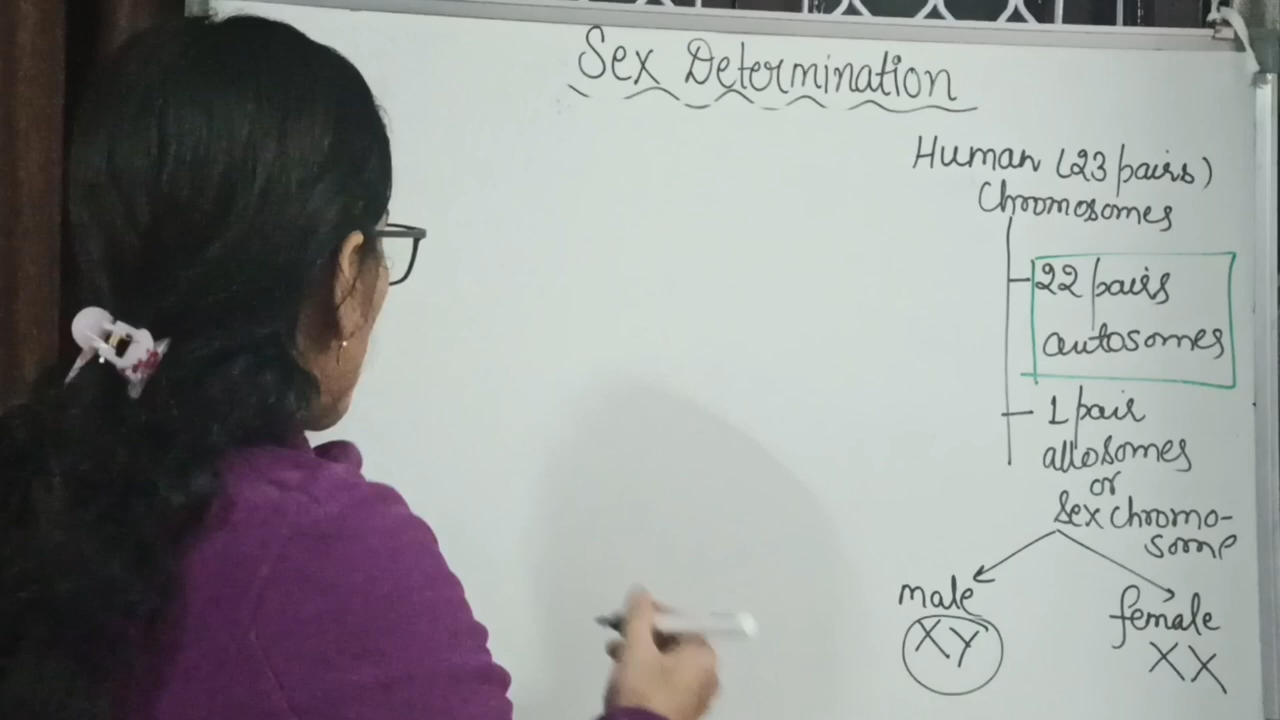 Sex Determination
Human (23 pairs)
Chromosomes
22 pairs
autosomes
1 pair
allosomes
or
Sex chromo-
some
male
female
XY
XX